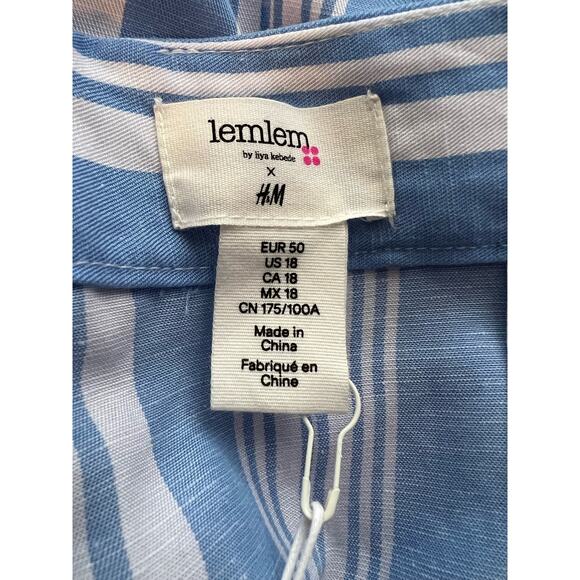 lemlem
by liya kebede
×
H&M
EUR 50
US 18
CA 18
MX 18
CN 175/100A
Made in
China
Fabriqué en
Chine